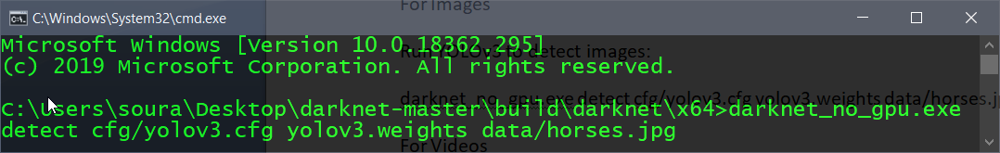 For Images
C:\Windows\System32\cmd.exe
Microsoft Windows [Version 10.0.18362.295]
Run YOLOv3 to detect images:
(c) 2019 Microsoft Corporation. All rights reserved.
darknet_no_gpu.exe detect cfg/yolov3.cfg yolov3.weights data/horses.jp
C:\Users\soura\Desktop\darknet-master\build\darknet\x64>darknet_no_gpu.exe
detect cfg/yolov3.cfg yolov3.weights data/horses.jpg
For Videos